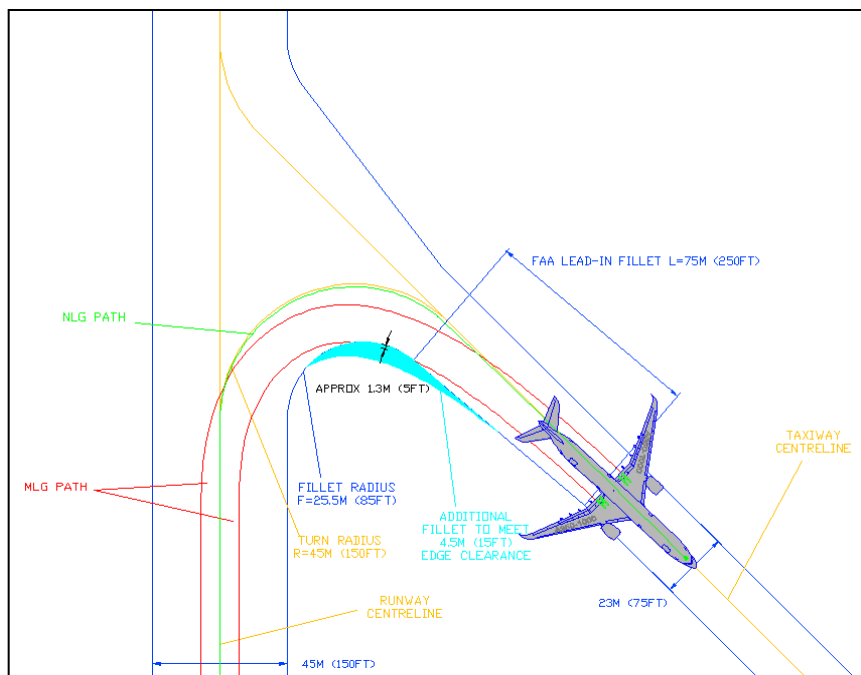 FAA LEAD-IN FILLET L=75M (250FT)
NLG PATH
APPROX 1.3M (5FT)
TAXIWAY
CENTRELINE
MLG PATH
FILLET RADIUS
F=25.5M (85FT)
ADDITIONAL
FILLET TO MEET
4.5M (15FT)
EDGE CLEARANCE
TURN RADIUS
R=45M (150FT)
RUNWAY
CENTRELINE
23M (75FT)
45M (150FT)